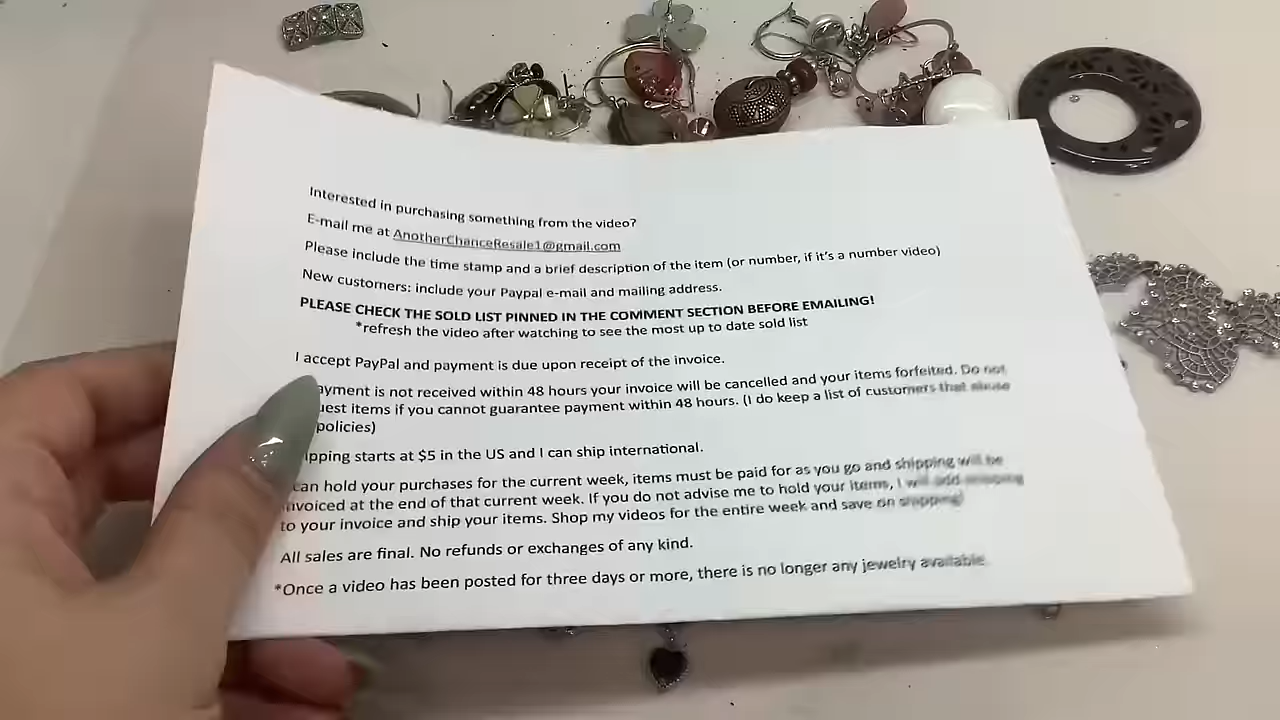 Interested in purchasing something from the video?
E-mail me at AnotherChanceResale1@gmail.com
Please include the time stamp and a brief description of the item (or number, if it's a number video)
New customers: include your Paypal e-mail and mailing address.
PLEASE CHECK THE SOLD LIST PINNED IN THE COMMENT SECTION BEFORE EMAILING!
*refresh the video after watching to see the most up to date sold list
I accept PayPal and payment is due upon receipt of the invoice.
ayment is not received within 48 hours your invoice will be cancelled and your items forfeited. Do not
uest items if you cannot guarantee payment within 48 hours. (I do keep a list of customers that abuse
policies)
ipping starts at $5 in the US and I can ship international.
can hold your purchases for the current week, items must be paid for as you go and shipping will be
nvoiced at the end of that current week. If you do not advise me to hold your items, I will add shipping
to your invoice and ship your items. Shop my videos for the entire week and save on shipping!
All sales are final. No refunds or exchanges of any kind.
*Once a video has been posted for three days or more, there is no longer any jewelry available